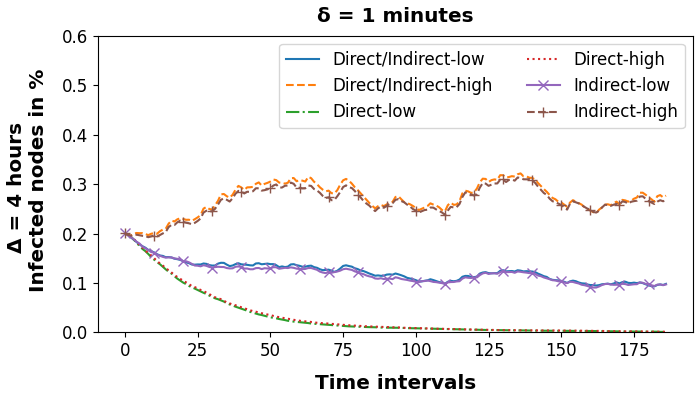 δ = 1 minutes
Δ = 4 hours
Infected nodes in %
0.6
0.5
0.4
0.3
0.2
0.1
0.0
Direct/Indirect-low
Direct/Indirect-high
Direct-low
Direct-high
Indirect-low
Indirect-high
0 25 50 75 100 125 150 175
Time intervals